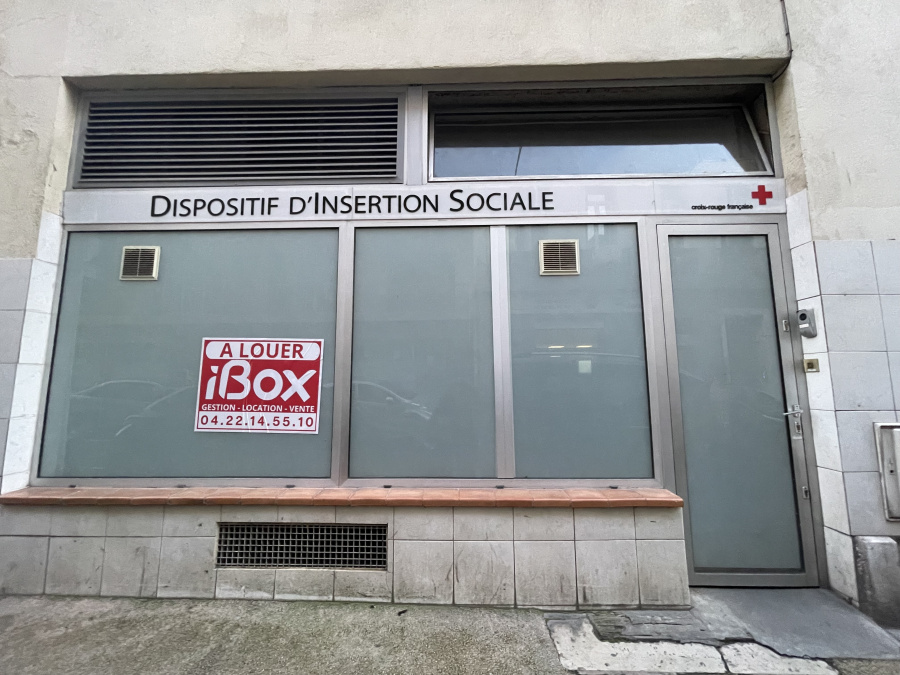 DISPOSITIF D'INSERTION SOCIALE
croix-rouge française
A LOUER
iBox
GESTION - LOCATION - VENTE
04.22.14.55.10